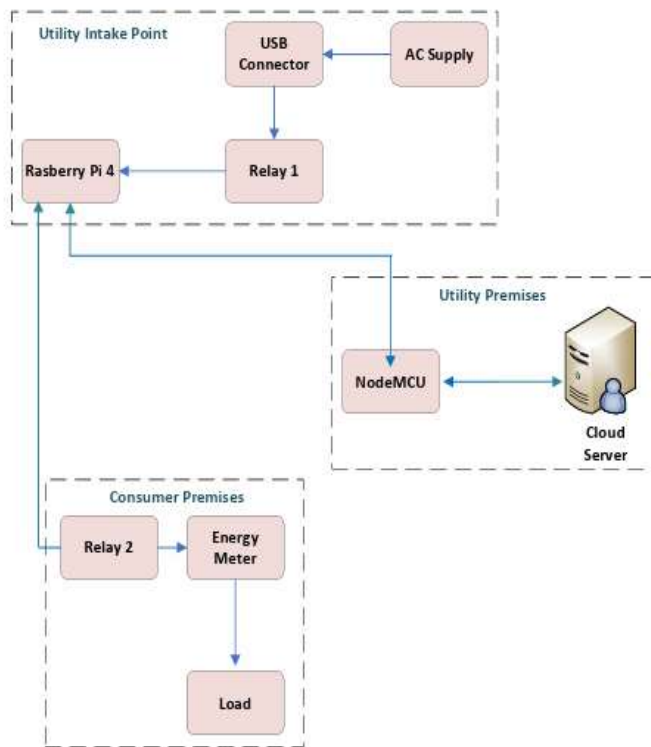 Utility Intake Point
USB
Connector
AC Supply
Rasberry Pi 4
Relay 1
Utility Premises
NodeMCU
Cloud
Server
Consumer Premises
Relay 2
Energy
Meter
Load